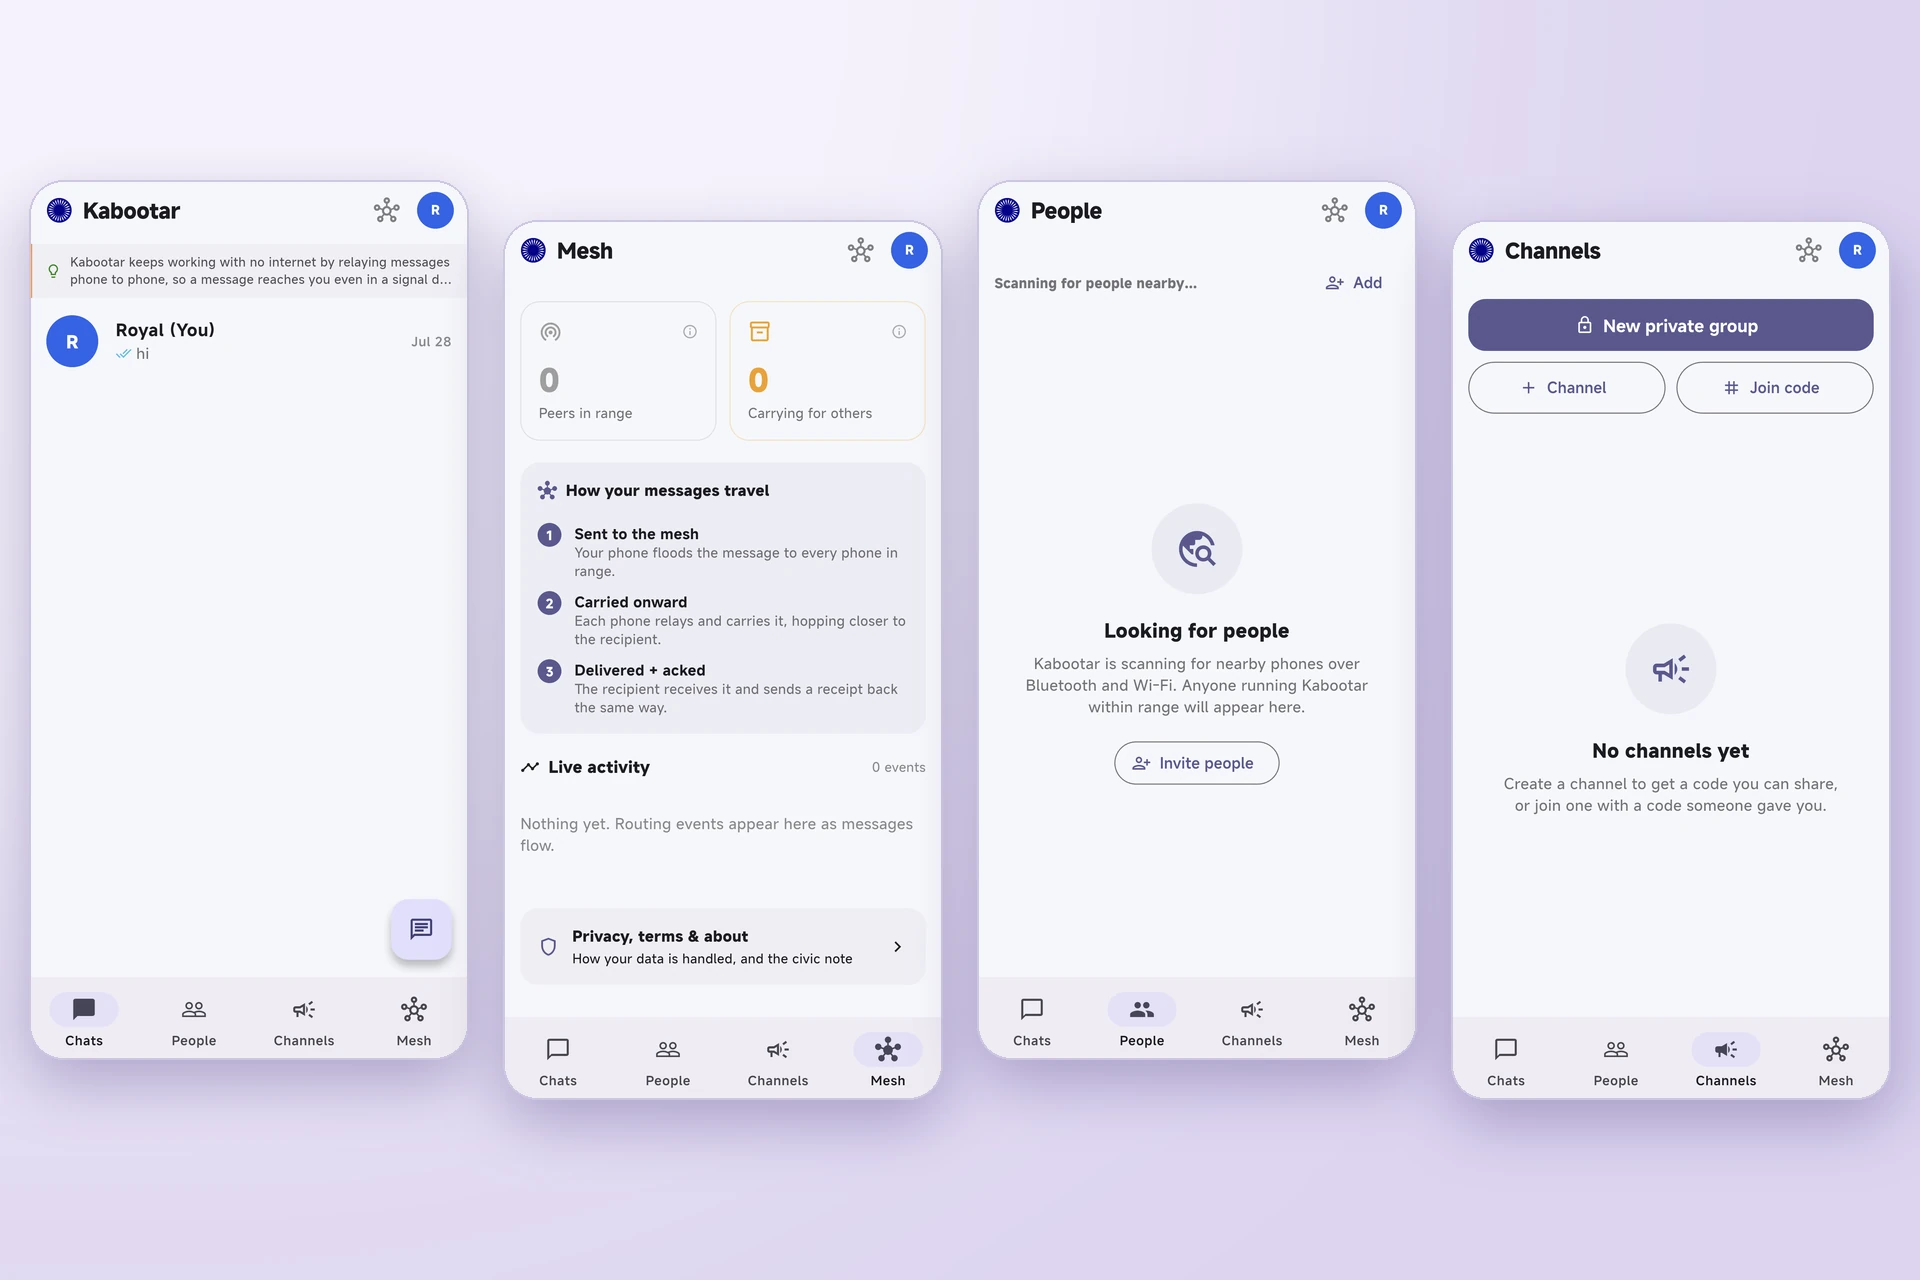 Kabootar
R
Kabootar keeps working with no internet by relaying messages
phone to phone, so a message reaches you even in a signal d...
R
Royal (You)
hi
Jul 28
Chats
People
Channels
Mesh
Mesh
R
0
Peers in range
0
Carrying for others
How your messages travel
1
Sent to the mesh
Your phone floods the message to every phone in
range.
2
Carried onward
Each phone relays and carries it, hopping closer to
the recipient.
3
Delivered + acked
The recipient receives it and sends a receipt back
the same way.
Live activity
0 events
Nothing yet. Routing events appear here as messages
flow.
Privacy, terms & about
How your data is handled, and the civic note
Chats
People
Channels
Mesh
People
R
Scanning for people nearby...
Add
Looking for people
Kabootar is scanning for nearby phones over
Bluetooth and Wi-Fi. Anyone running Kabootar
within range will appear here.
Invite people
Chats
People
Channels
Mesh
Channels
R
New private group
+ Channel
# Join code
No channels yet
Create a channel to get a code you can share,
or join one with a code someone gave you.
Chats
People
Channels
Mesh